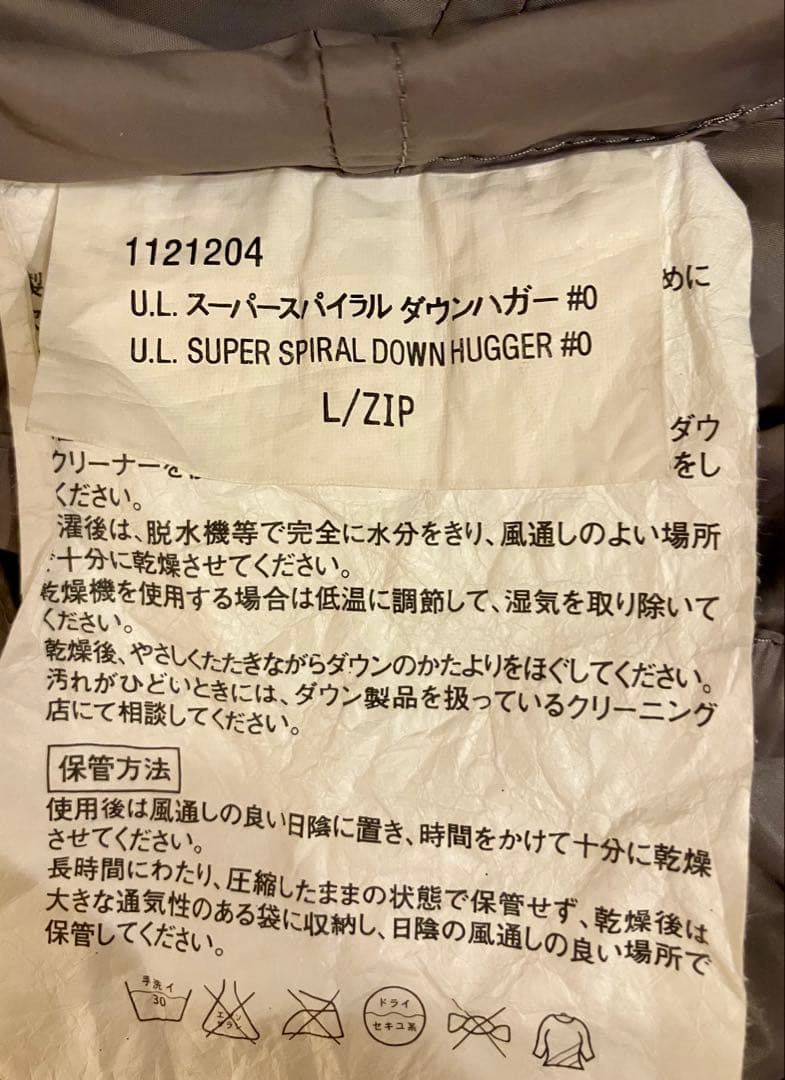 1121204
U.L. スーパースパイラル ダウンハガー #0
U.L. SUPER SPIRAL DOWN HUGGER #0
L/ZIP
めに
ダウ
クリーナーを
をし
ください。
濯後は、脱水機等で完全に水分をきり、風通しのよい場所
十分に乾燥させてください。
乾燥機を使用する場合は低温に調節して、湿気を取り除いて
ください。
乾燥後、やさしくたたきながらダウンのかたよりをほぐしてください。
汚れがひどいときには、ダウン製品を扱っているクリーニング
店にて相談してください。
保管方法
使用後は風通しの良い日陰に置き、時間をかけて十分に乾燥
させてください。
長時間にわたり、圧縮したままの状態で保管せず、乾燥後は
大きな通気性のある袋に収納し、日陰の風通しの良い場所で
保管してください。
手洗イ
30
エンソ
サラシ
ドライ
セキユ系